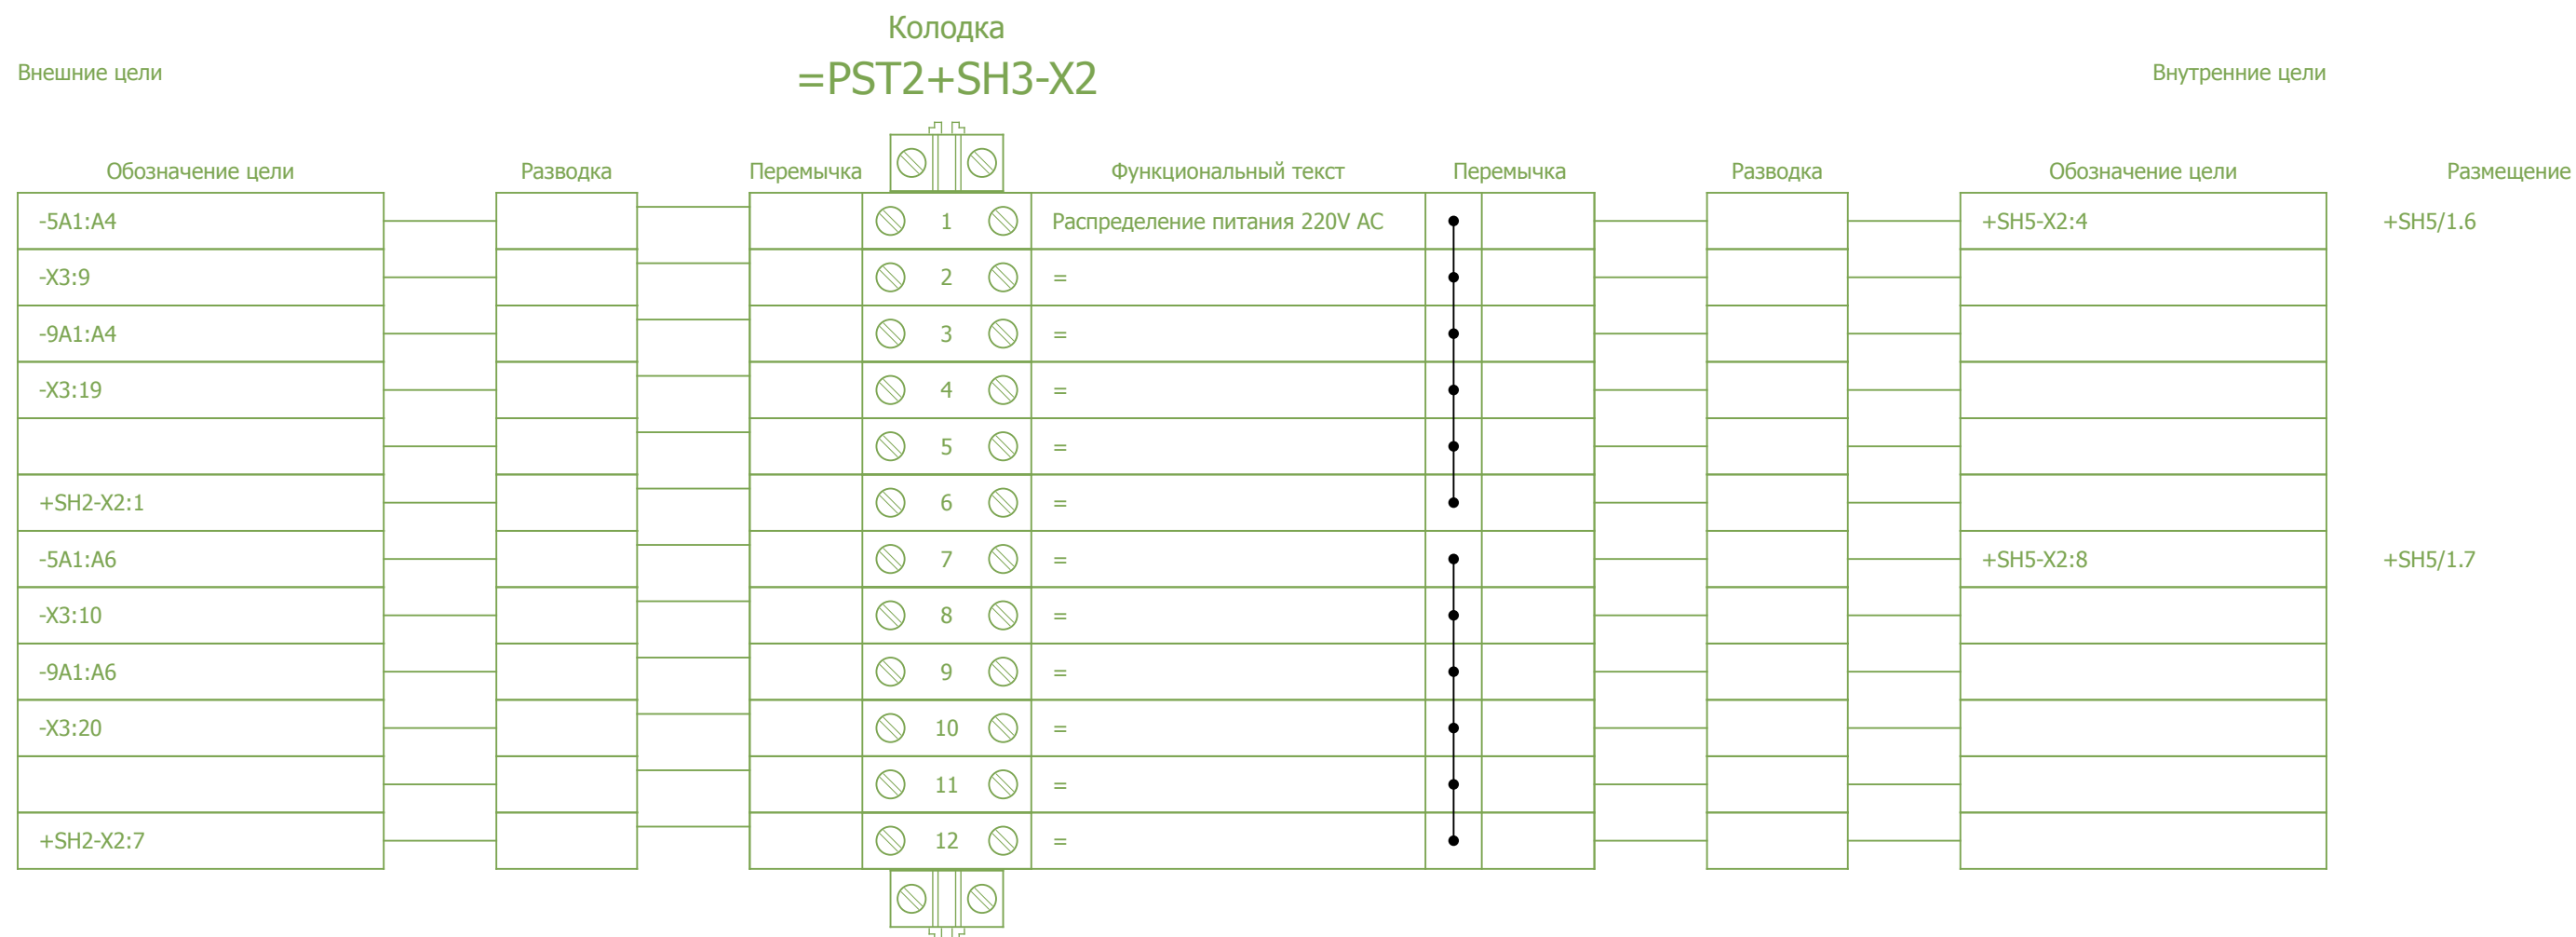 Колодка
Внешние цели
=PST2+SH3-X2
Внутренние цели
Обозначение цели Разводка Перемычка Функциональный текст Перемычка Разводка Обозначение цели Размещение
-5A1:A4 1 Распределение питания 220V AC +SH5-X2:4 +SH5/1.6
-X3:9 2 =
-9A1:A4 3 =
-X3:19 4 =
5 =
+SH2-X2:1 6 =
-5A1:A6 7 = +SH5-X2:8 +SH5/1.7
-X3:10 8 =
-9A1:A6 9 =
-X3:20 10 =
11 =
+SH2-X2:7 12 =